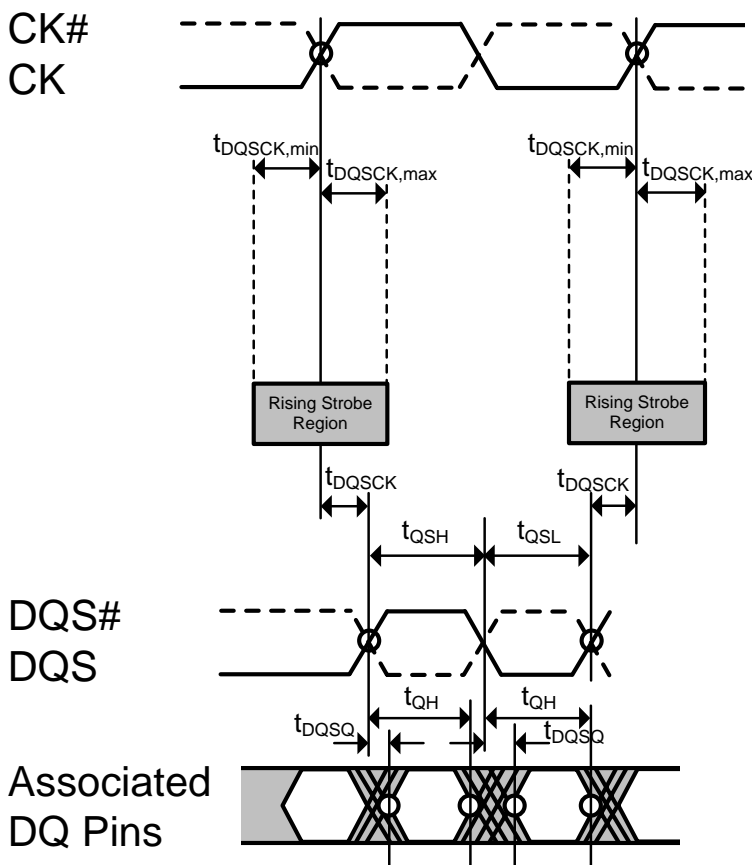 CK#
CK
tDQSCK,min
tDQSCK,max
tDQSCK,min
tDQSCK,max
Rising Strobe
Region
Rising Strobe
Region
tDQSCK
tDQSCK
tQSH
tQSL
DQS#
DQS
tQH
tQH
tDQSQ
tDQSQ
Associated
DQ Pins